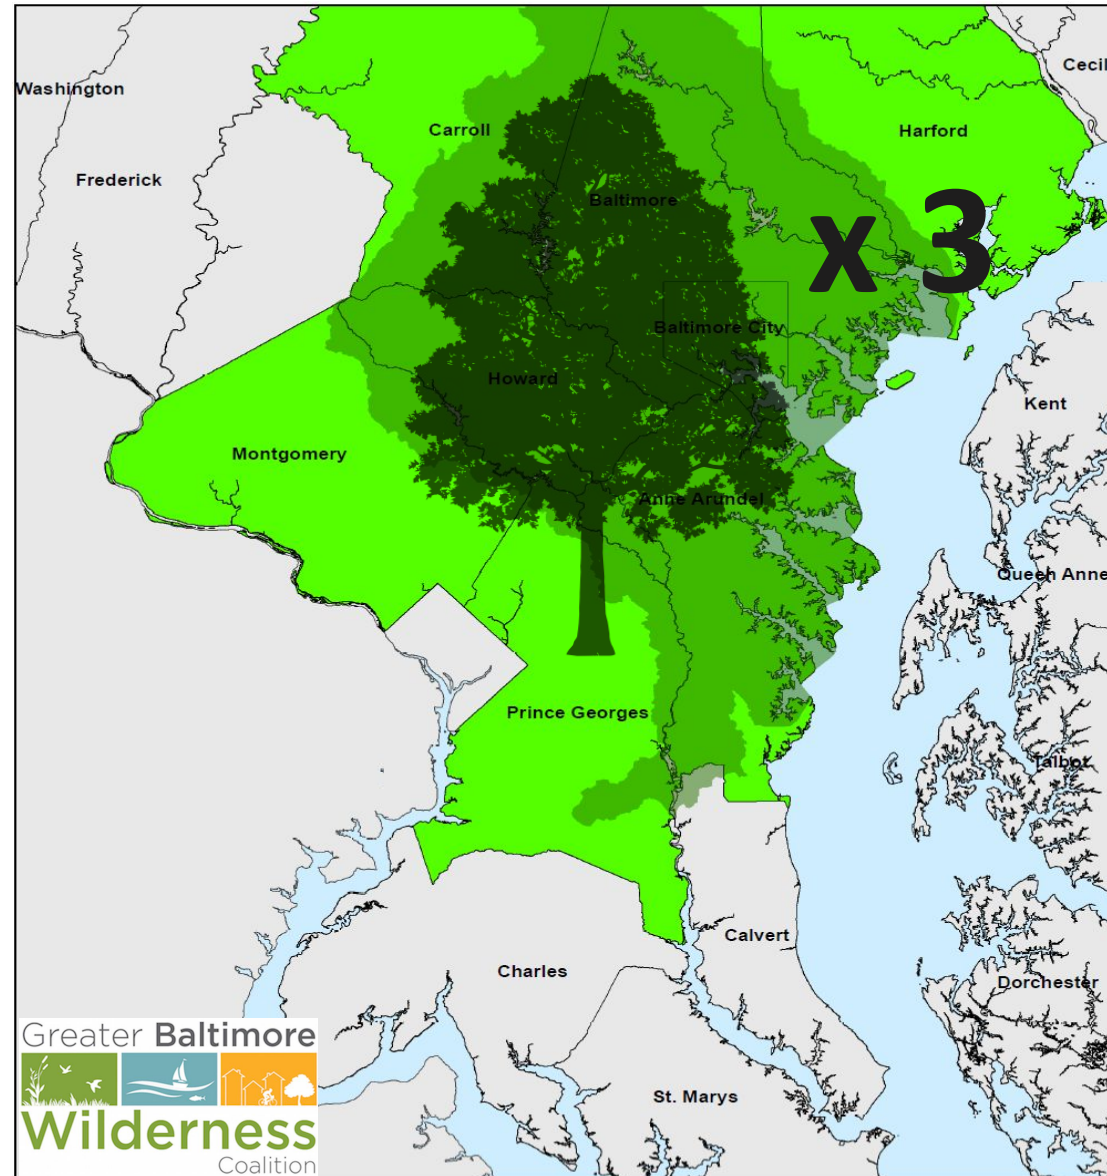 Cecil
Washington
Carroll
Harford
Frederick
Baltimore
x 3
Baltimore City
Howard
Kent
Montgomery
Anne Arundel
Queen Anne
Prince Georges
Talbot
Calvert
Charles
Dorchester
St. Marys
Greater Baltimore
Wilderness
Coalition